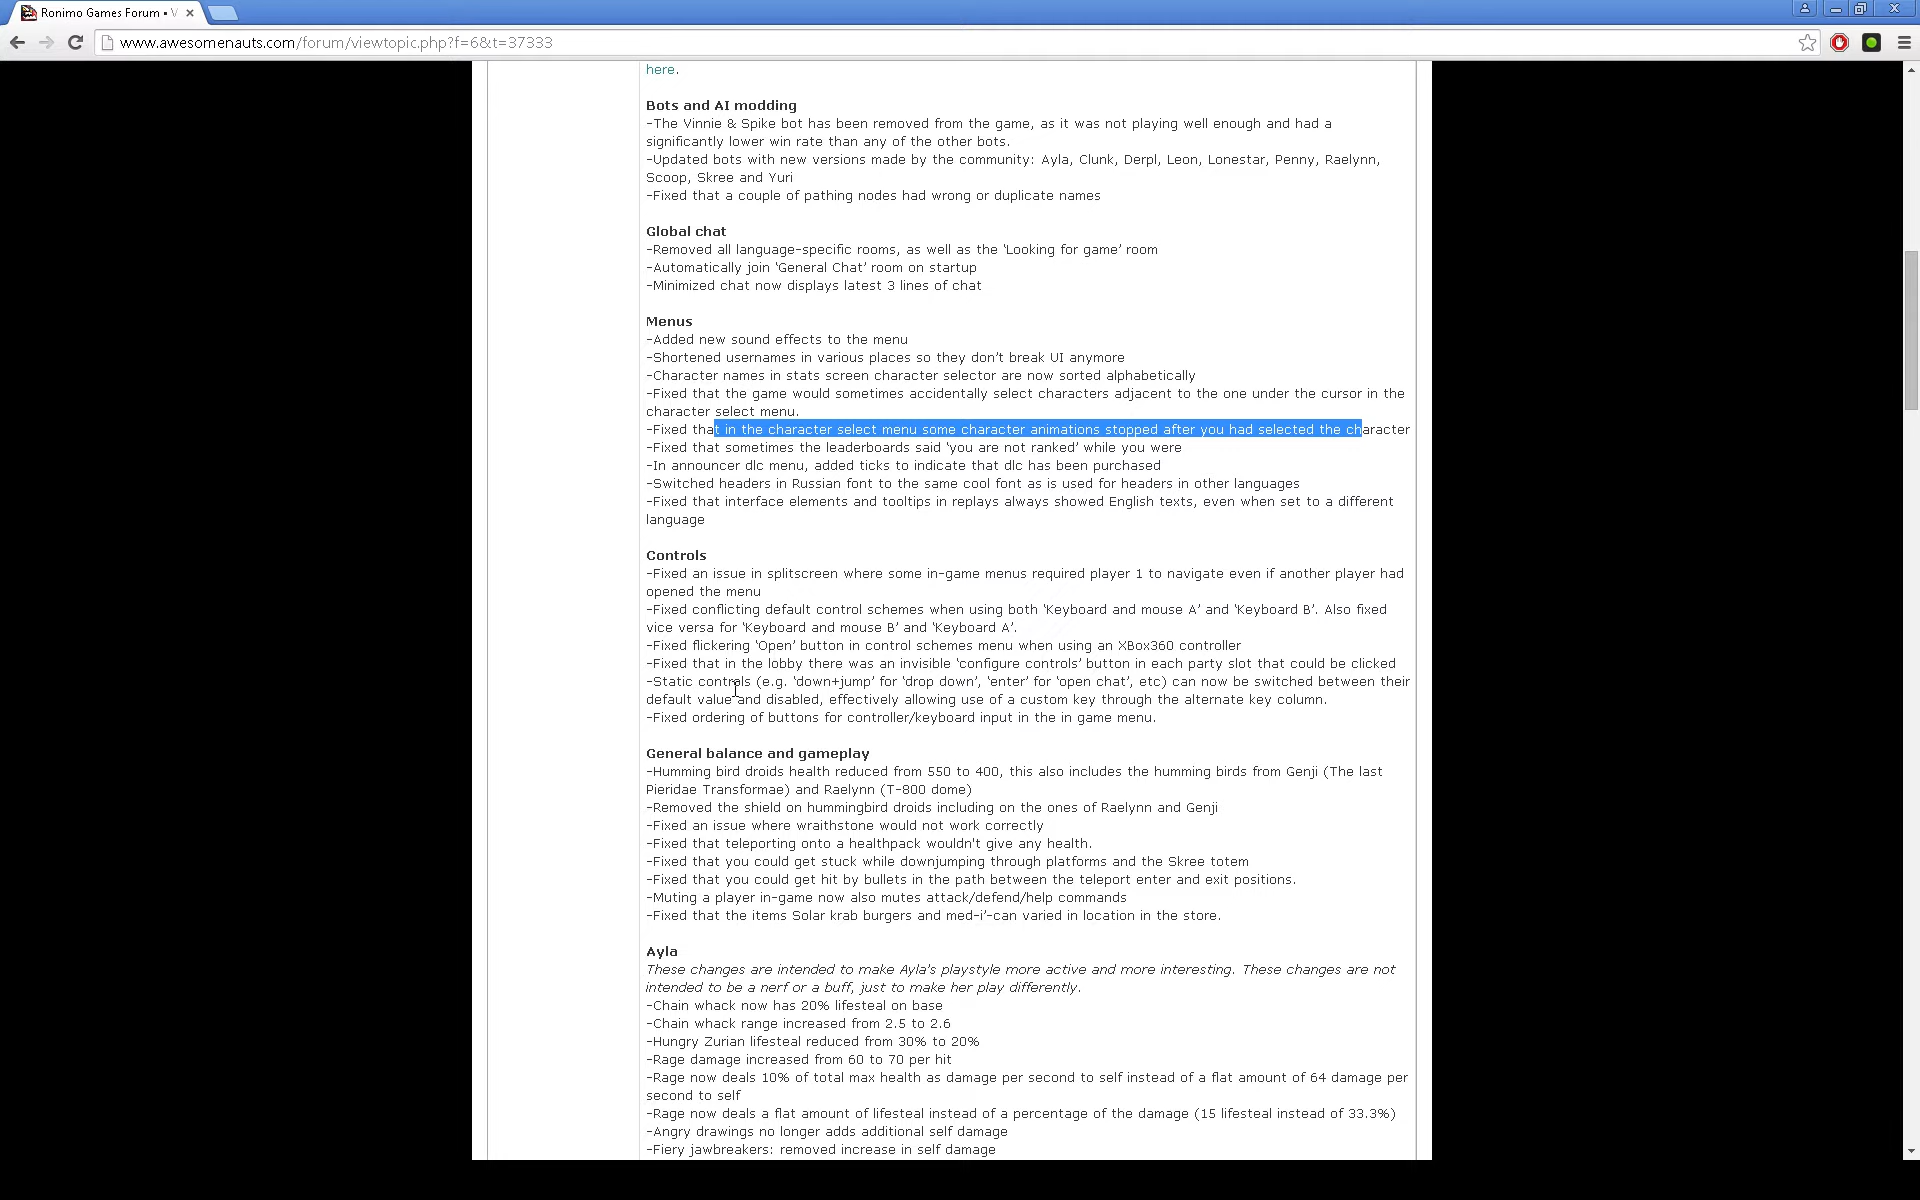 Ronimo Games Forum • V
www.awesomenauts.com/forum/viewtopic.php?f=6&t=37333
here.
Bots and AI modding
-The Vinnie & Spike bot has been removed from the game, as it was not playing well enough and had a
significantly lower win rate than any of the other bots.
-Updated bots with new versions made by the community: Ayla, Clunk, Derpl, Leon, Lonestar, Penny, Raelynn,
Scoop, Skree and Yuri
-Fixed that a couple of pathing nodes had wrong or duplicate names
Global chat
-Removed all language-specific rooms, as well as the ‘Looking for game’ room
-Automatically join ‘General Chat’ room on startup
-Minimized chat now displays latest 3 lines of chat
Menus
-Added new sound effects to the menu
-Shortened usernames in various places so they don’t break UI anymore
-Character names in stats screen character selector are now sorted alphabetically
-Fixed that the game would sometimes accidentally select characters adjacent to the one under the cursor in the
character select menu.
-Fixed that in the character select menu some character animations stopped after you had selected the character
-Fixed that sometimes the leaderboards said ‘you are not ranked’ while you were
-In announcer dlc menu, added ticks to indicate that dlc has been purchased
-Switched headers in Russian font to the same cool font as is used for headers in other languages
-Fixed that interface elements and tooltips in replays always showed English texts, even when set to a different
language
Controls
-Fixed an issue in splitscreen where some in-game menus required player 1 to navigate even if another player had
opened the menu
-Fixed conflicting default control schemes when using both ‘Keyboard and mouse A’ and ‘Keyboard B’. Also fixed
vice versa for ‘Keyboard and mouse B’ and ‘Keyboard A’.
-Fixed flickering ‘Open’ button in control schemes menu when using an XBox360 controller
-Fixed that in the lobby there was an invisible ‘configure controls’ button in each party slot that could be clicked
-Static controls (e.g. ‘down+jump’ for ‘drop down’, ‘enter’ for ‘open chat’, etc) can now be switched between their
default value and disabled, effectively allowing use of a custom key through the alternate key column.
-Fixed ordering of buttons for controller/keyboard input in the in game menu.
General balance and gameplay
-Humming bird droids health reduced from 550 to 400, this also includes the humming birds from Genji (The last
Pieridae Transformae) and Raelynn (T-800 dome)
-Removed the shield on hummingbird droids including on the ones of Raelynn and Genji
-Fixed an issue where wraithstone would not work correctly
-Fixed that teleporting onto a healthpack wouldn't give any health.
-Fixed that you could get stuck while downjumping through platforms and the Skree totem
-Fixed that you could get hit by bullets in the path between the teleport enter and exit positions.
-Muting a player in-game now also mutes attack/defend/help commands
-Fixed that the items Solar krab burgers and med-i’-can varied in location in the store.
Ayla
These changes are intended to make Ayla's playstyle more active and more interesting. These changes are not
intended to be a nerf or a buff, just to make her play differently.
-Chain whack now has 20% lifesteal on base
-Chain whack range increased from 2.5 to 2.6
-Hungry Zurian lifesteal reduced from 30% to 20%
-Rage damage increased from 60 to 70 per hit
-Rage now deals 10% of total max health as damage per second to self instead of a flat amount of 64 damage per
second to self
-Rage now deals a flat amount of lifesteal instead of a percentage of the damage (15 lifesteal instead of 33.3%)
-Angry drawings no longer adds additional self damage
-Fiery jawbreakers: removed increase in self damage